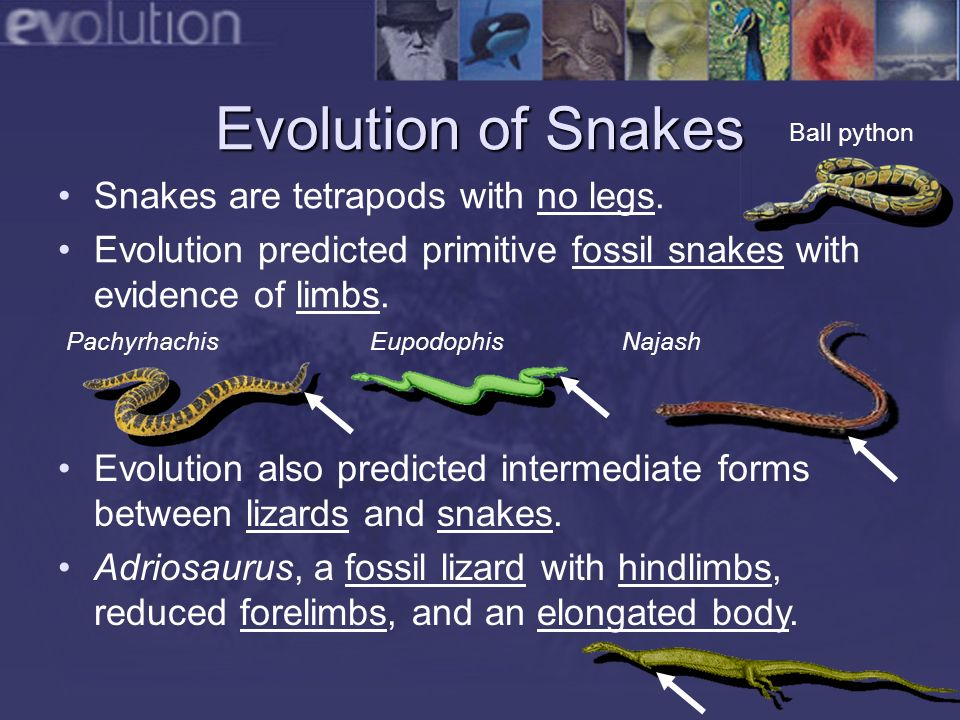 evolution
Evolution of Snakes
Ball python
• Snakes are tetrapods with no legs.
• Evolution predicted primitive fossil snakes with
evidence of limbs.
Pachyrhachis Eupodophis Najash
• Evolution also predicted intermediate forms
between lizards and snakes.
• Adriosaurus, a fossil lizard with hindlimbs,
reduced forelimbs, and an elongated body.